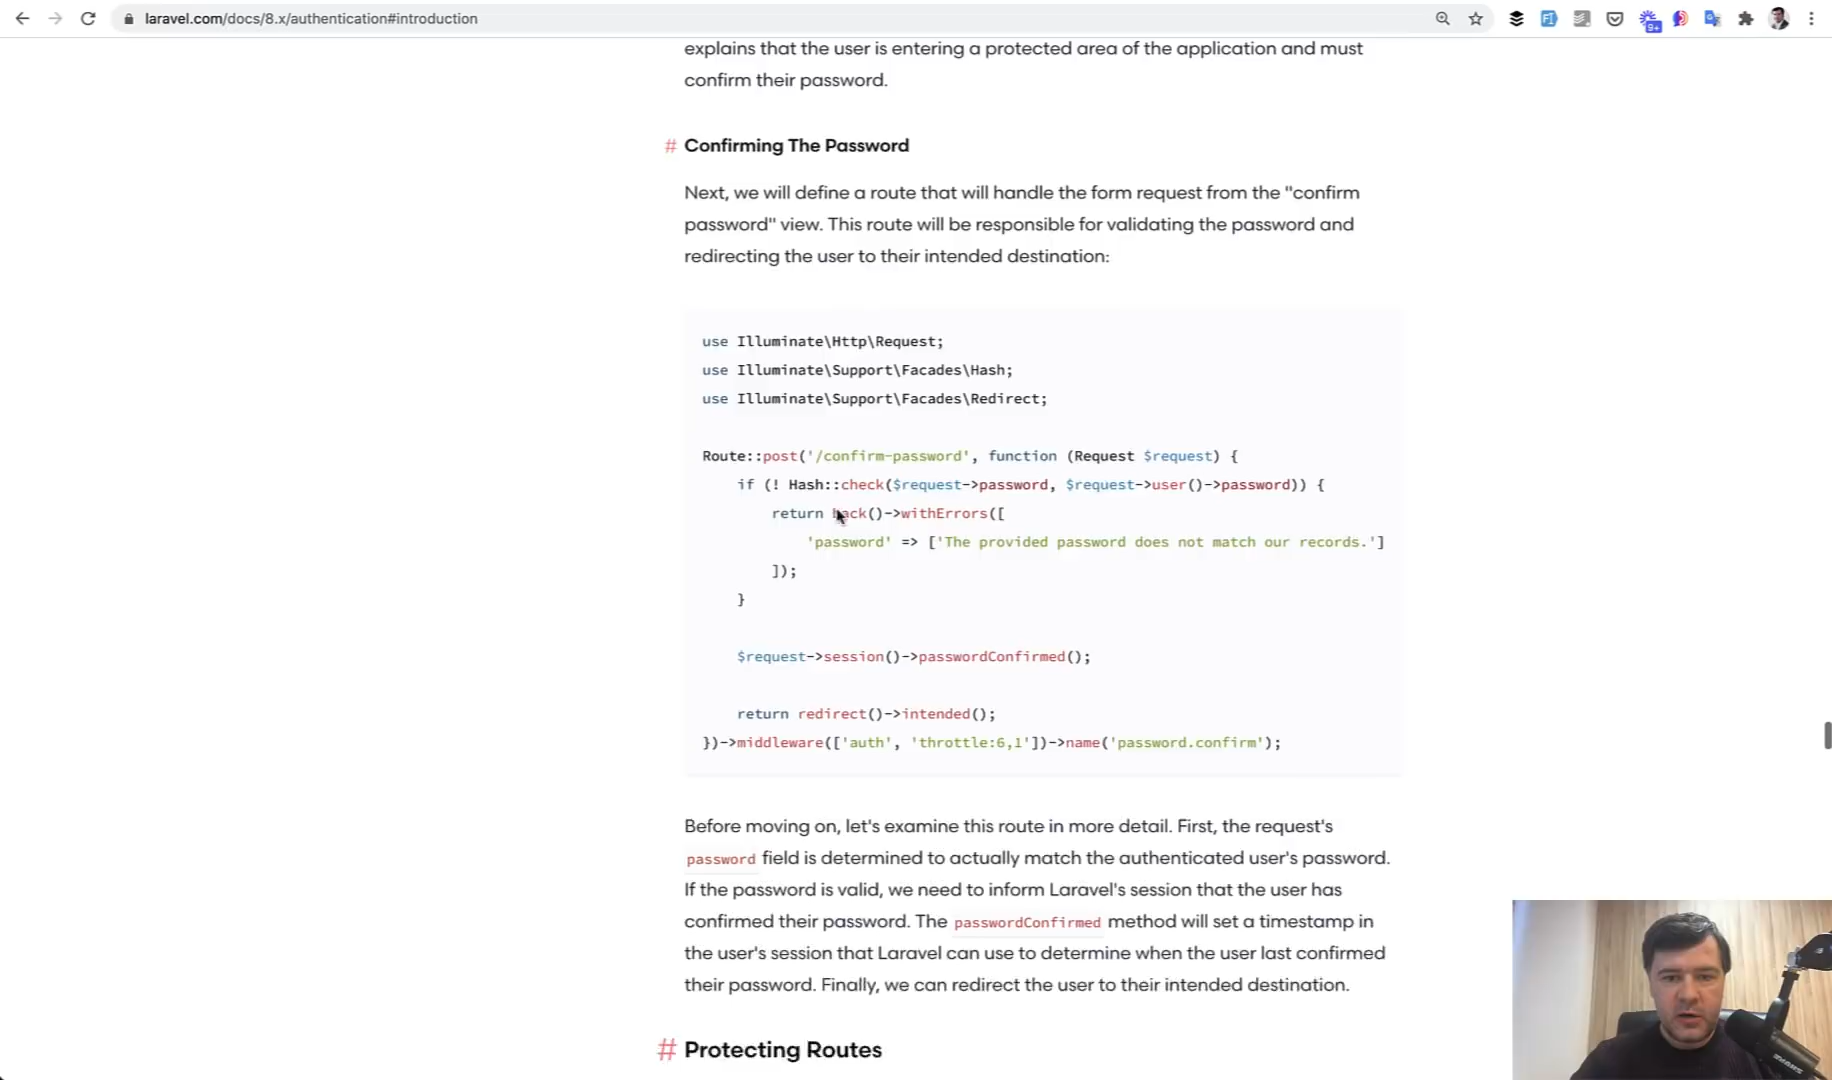 laravel.com/docs/8.x/authentication#introduction
9+
explains that the user is entering a protected area of the application and must
confirm their password.
# Confirming The Password
Next, we will define a route that will handle the form request from the "confirm
password" view. This route will be responsible for validating the password and
redirecting the user to their intended destination:
use Illuminate\Http\Request;
use Illuminate\Support\Facades\Hash;
use Illuminate\Support\Facades\Redirect;
Route::post('/confirm-password', function (Request $request) {
if (! Hash::check($request->password, $request->user()->password)) {
return back()->withErrors([
'password' => ['The provided password does not match our records.']
]);
}
$request->session()->passwordConfirmed();
return redirect()->intended();
})->middleware(['auth', 'throttle:6,1'])->name('password.confirm');
Before moving on, let's examine this route in more detail. First, the request's
password field is determined to actually match the authenticated user's password.
If the password is valid, we need to inform Laravel's session that the user has
confirmed their password. The passwordConfirmed method will set a timestamp in
the user's session that Laravel can use to determine when the user last confirmed
their password. Finally, we can redirect the user to their intended destination.
# Protecting Routes